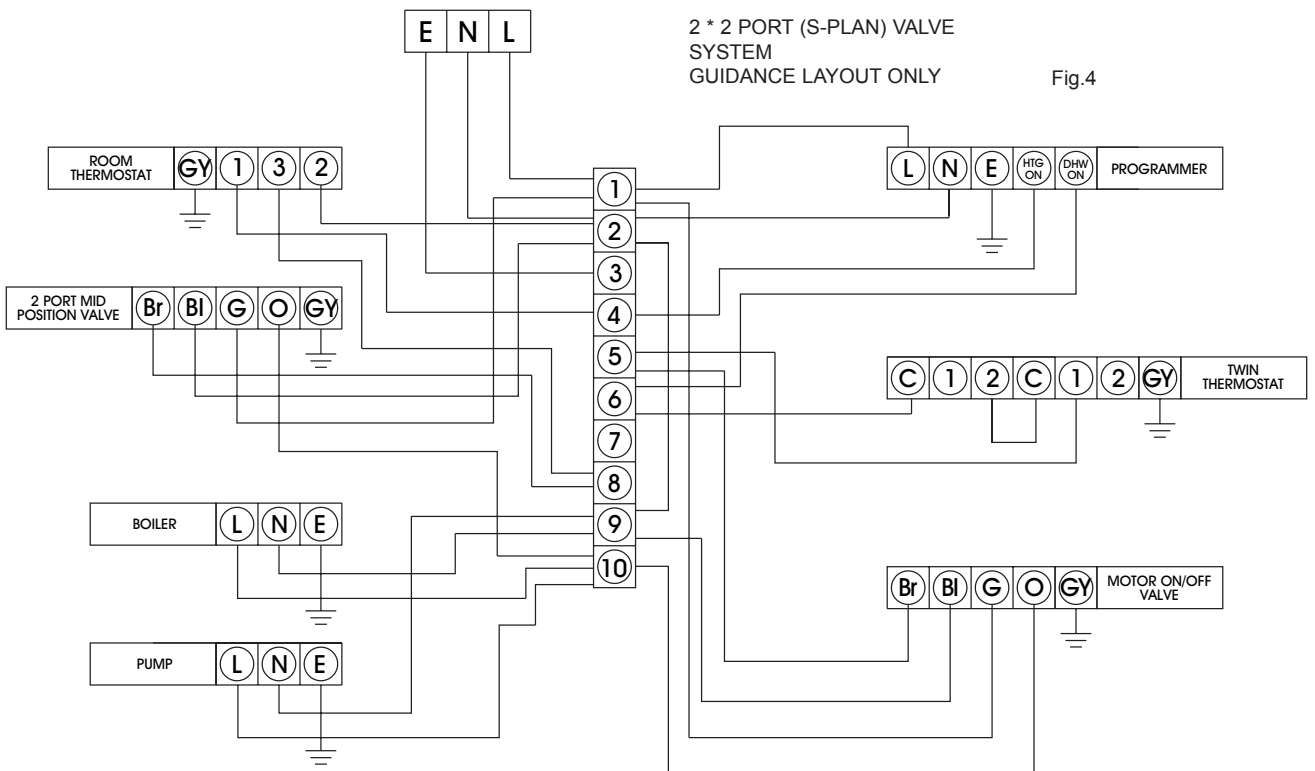 E N L
2 * 2 PORT (S-PLAN) VALVE
SYSTEM
GUIDANCE LAYOUT ONLY
Fig.4
ROOM
THERMOSTAT
GY 1 3 2
2 PORT MID
POSITION VALVE
Br Bl G O GY
BOILER
L N E
PUMP
L N E
1
2
3
4
5
6
7
8
9
10
L N E HTG ON DHW ON
PROGRAMMER
C 1 2 C 1 2 GY
TWIN
THERMOSTAT
Br Bl G O GY
MOTOR ON/OFF
VALVE